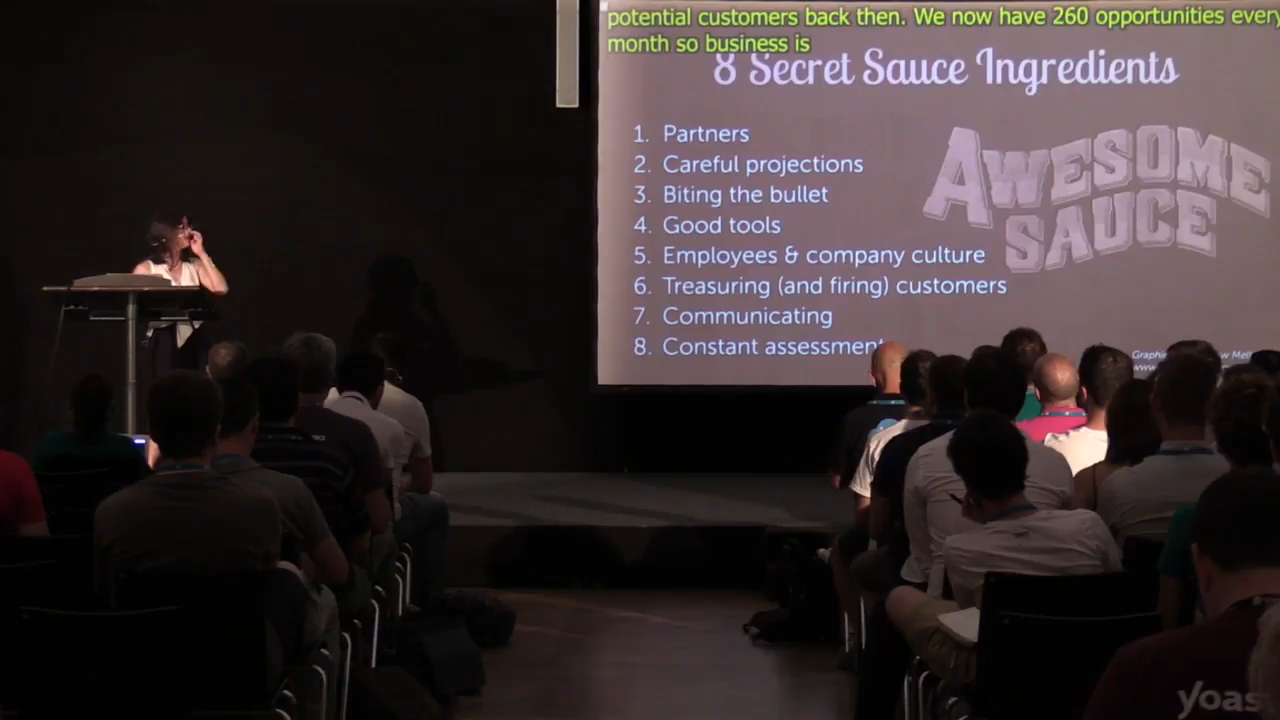 potential customers back then. We now have 260 opportunities every
month so business is
8 Secret Sauce Ingredients
1. Partners
2. Careful projections
3. Biting the bullet
4. Good tools
5. Employees & company culture
6. Treasuring (and firing) customers
7. Communicating
8. Constant assessment
AWESOME
SAUCE
yoas